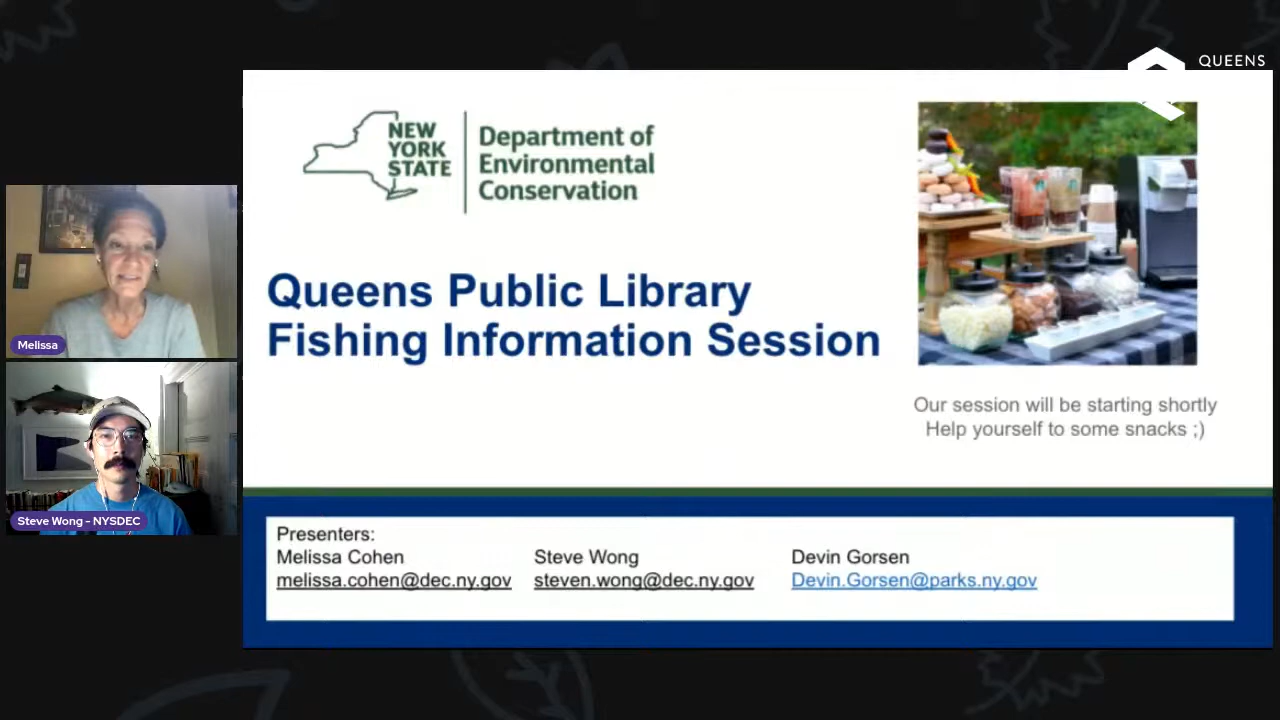 QUEENS
NEW
YORK
STATE
Department of
Environmental
Conservation
Queens Public Library
Fishing Information Session
Our session will be starting shortly
Help yourself to some snacks ;)
Melissa
Steve Wong - NYSDEC
Presenters:
Melissa Cohen
melissa.cohen@dec.ny.gov
Steve Wong
steven.wong@dec.ny.gov
Devin Gorsen
Devin.Gorsen@parks.ny.gov